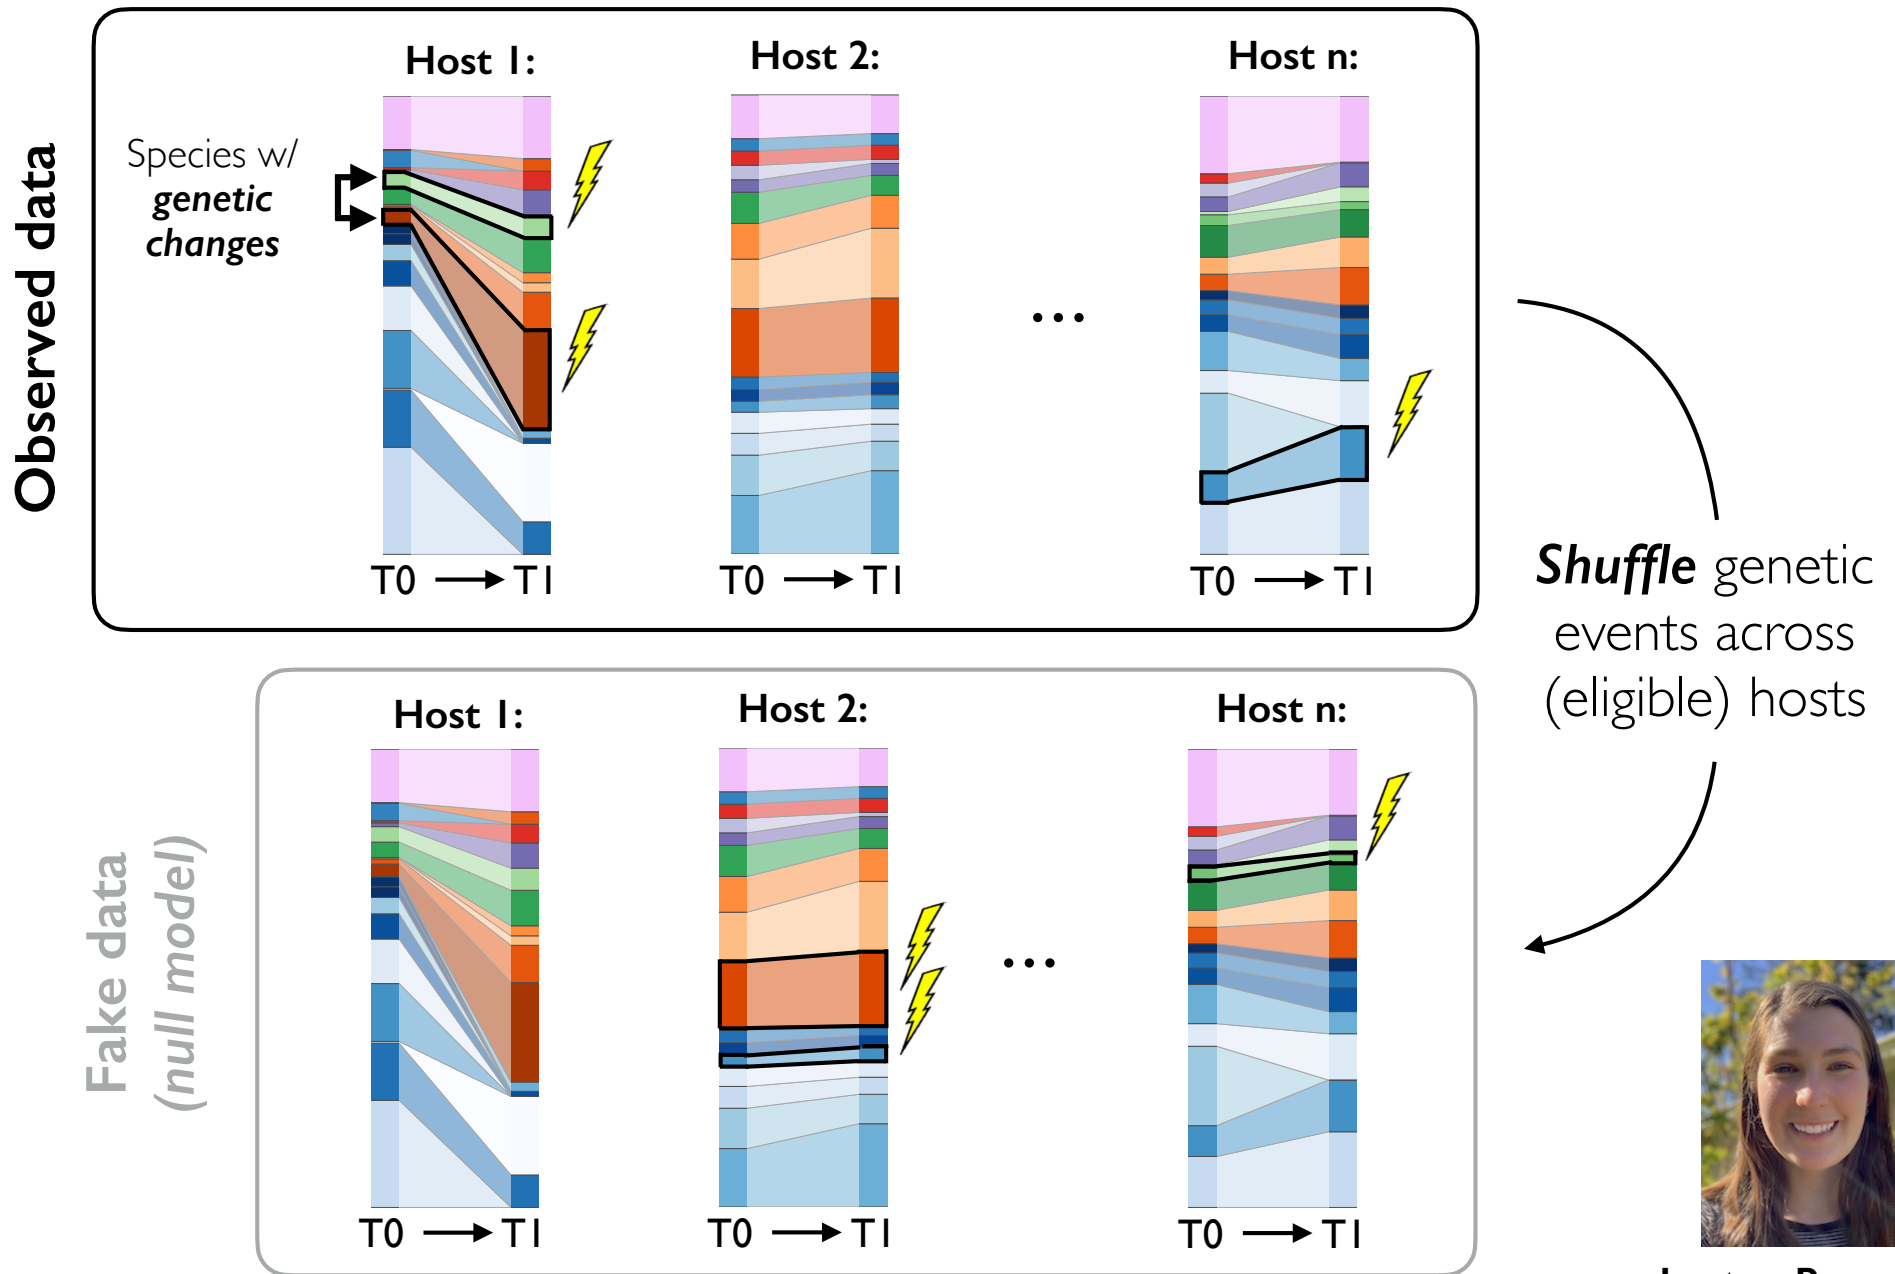 Observed data
Host 1:
Host 2:
Host n:
Species w/
genetic
changes
...
T0 T1
T0 T1
T0 T1
Shuffle genetic
events across
(eligible) hosts
Fake data
(null model)
Host 1:
Host 2:
Host n:
...
T0 T1
T0 T1
T0 T1